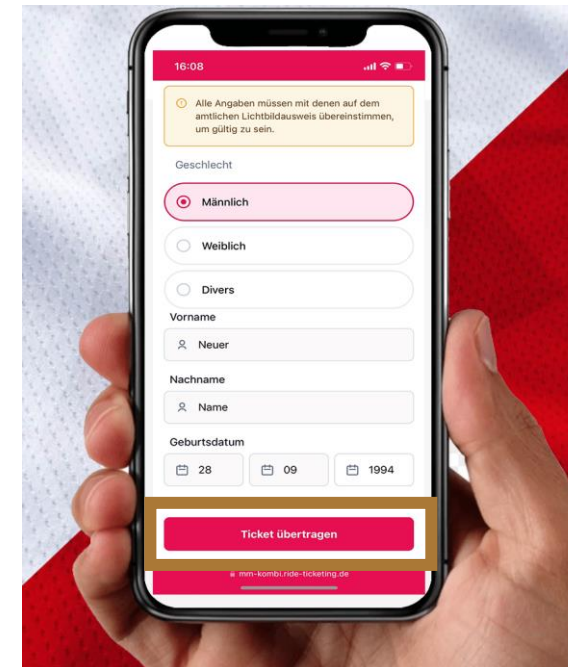 16:08
Alle Angaben müssen mit denen auf dem
amtlichen Lichtbildausweis übereinstimmen,
um gültig zu sein.
Geschlecht
Männlich
Weiblich
Divers
Vorname
Neuer
Nachname
Name
Geburtsdatum
28 09 1994
Ticket übertragen
mm-kombi.ride-ticketing.de